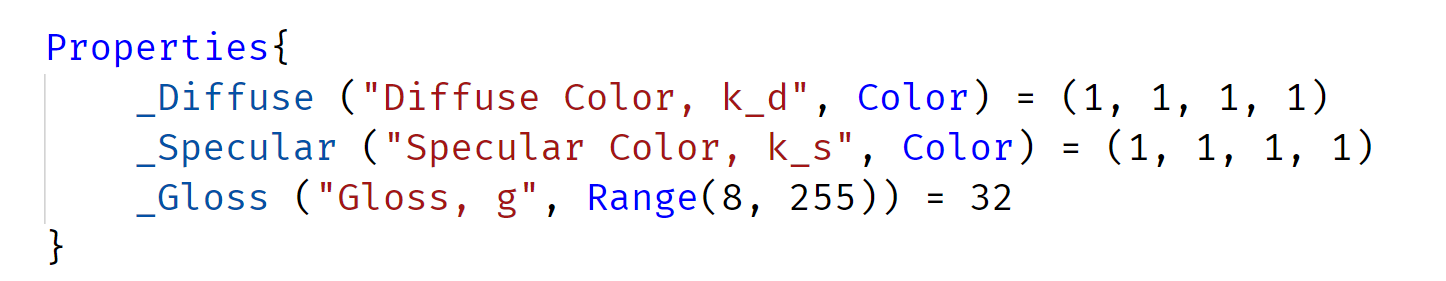 Properties{
    _Diffuse ("Diffuse Color, k_d", Color) = (1, 1, 1, 1)
    _Specular ("Specular Color, k_s", Color) = (1, 1, 1, 1)
    _Gloss ("Gloss, g", Range(8, 255)) = 32
}